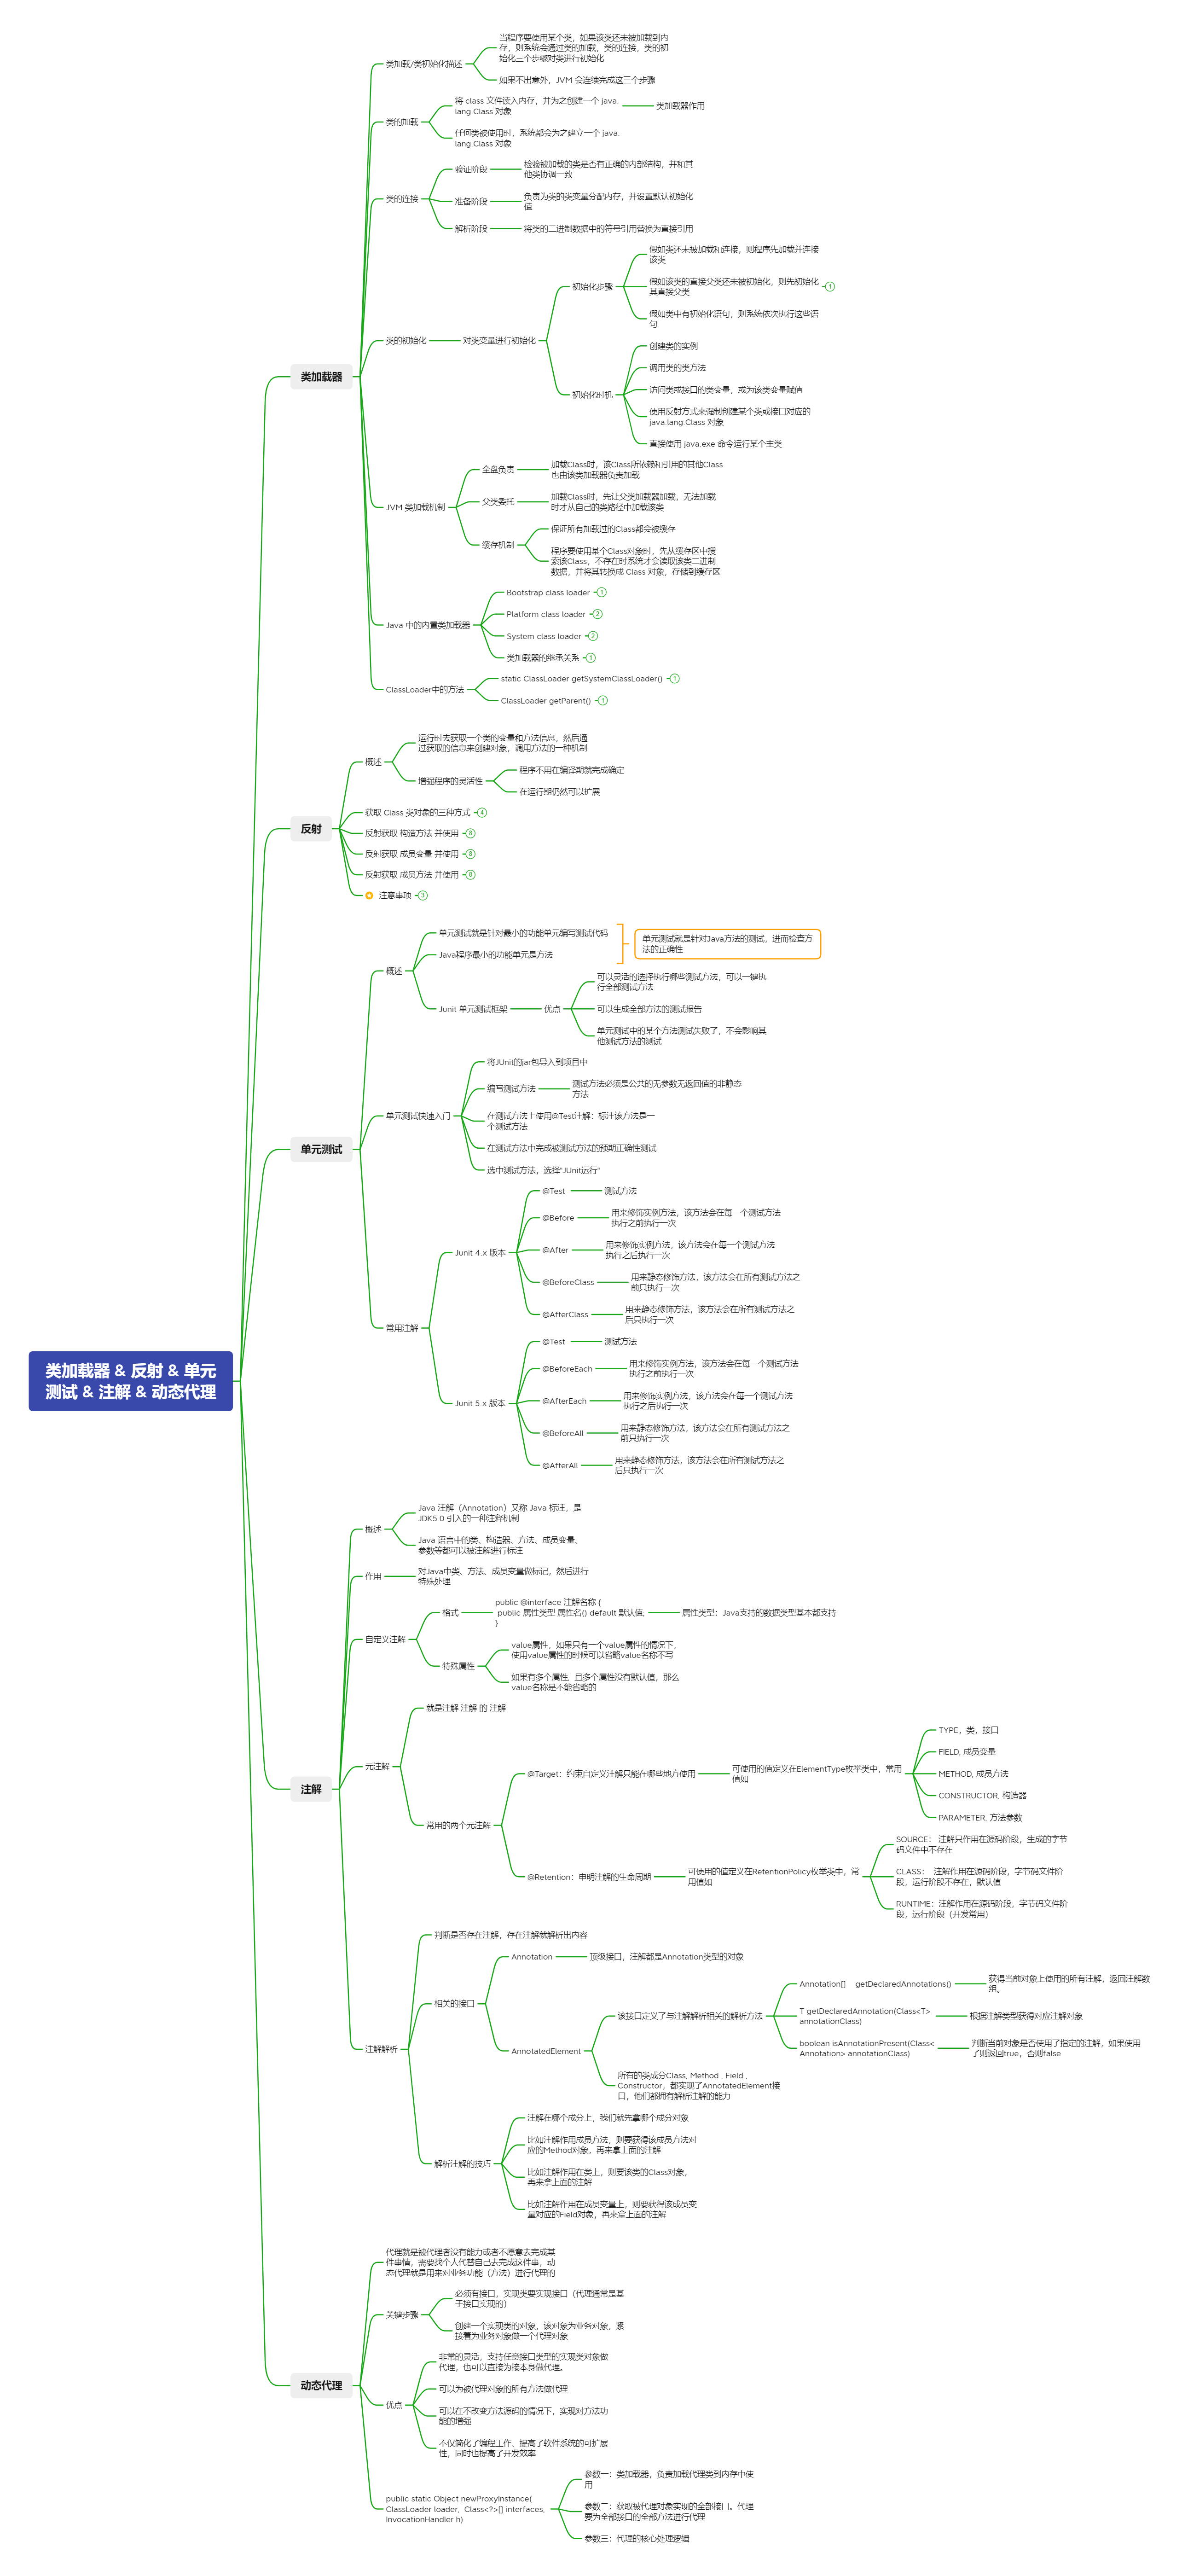 类加载器 & 反射 & 单元
测试 & 注解 & 动态代理
类加载器
类加载/类初始化描述
当程序要使用某个类，如果该类还未被加载到内
存，则系统会通过类的加载，类的连接，类的初
始化三个步骤对类进行初始化
如果不出意外，JVM 会连续完成这三个步骤
类的加载
将 class 文件读入内存，并为之创建一个 java.
lang.Class 对象
类加载器作用
任何类被使用时，系统都会为之建立一个 java.
lang.Class 对象
类的连接
验证阶段
检验被加载的类是否有正确的内部结构，并和其
他类协调一致
准备阶段
负责为类的类变量分配内存，并设置默认初始化
值
解析阶段
将类的二进制数据中的符号引用替换为直接引用
类的初始化
对类变量进行初始化
初始化步骤
假如类还未被加载和连接，则程序先加载并连接
该类
假如该类的直接父类还未被初始化，则先初始化
其直接父类
1
假如类中有初始化语句，则系统依次执行这些语
句
初始化时机
创建类的实例
调用类的类方法
访问类或接口的类变量，或为该类变量赋值
使用反射方式来强制创建某个类或接口对应的
java.lang.Class 对象
直接使用 java.exe 命令运行某个主类
JVM 类加载机制
全盘负责
加载Class时，该Class所依赖和引用的其他Class
也由该类加载器负责加载
父类委托
加载Class时，先让父类加载器加载，无法加载
时才从自己的类路径中加载该类
缓存机制
保证所有加载过的Class都会被缓存
程序要使用某个Class对象时，先从缓存区中搜
索该Class，不存在时系统才会读取该类二进制
数据，并将其转换成 Class 对象，存储到缓存区
Java 中的内置类加载器
Bootstrap class loader
1
Platform class loader
2
System class loader
2
类加载器的继承关系
1
ClassLoader中的方法
static ClassLoader getSystemClassLoader()
1
ClassLoader getParent()
1
反射
概述
运行时去获取一个类的变量和方法信息，然后通
过获取的信息来创建对象，调用方法的一种机制
增强程序的灵活性
程序不用在编译期就完成确定
在运行期仍然可以扩展
获取 Class 类对象的三种方式
4
反射获取 构造方法 并使用
8
反射获取 成员变量 并使用
8
反射获取 成员方法 并使用
8
注意事项
3
单元测试
概述
单元测试就是针对最小的功能单元编写测试代码
Java程序最小的功能单元是方法
单元测试就是针对Java方法的测试，进而检查方
法的正确性
Junit 单元测试框架
优点
可以灵活的选择执行哪些测试方法，可以一键执
行全部测试方法
可以生成全部方法的测试报告
单元测试中的某个方法测试失败了，不会影响其
他测试方法的测试
单元测试快速入门
将JUnit的jar包导入到项目中
编写测试方法
测试方法必须是公共的无参数无返回值的非静态
方法
在测试方法上使用@Test注解：标注该方法是一
个测试方法
在测试方法中完成被测试方法的预期正确性测试
选中测试方法，选择“JUnit运行”
常用注解
Junit 4.x 版本
@Test
测试方法
@Before
用来修饰实例方法，该方法会在每一个测试方法
执行之前执行一次
@After
用来修饰实例方法，该方法会在每一个测试方法
执行之后执行一次
@BeforeClass
用来静态修饰方法，该方法会在所有测试方法之
前只执行一次
@AfterClass
用来静态修饰方法，该方法会在所有测试方法之
后只执行一次
Junit 5.x 版本
@Test
测试方法
@BeforeEach
用来修饰实例方法，该方法会在每一个测试方法
执行之前执行一次
@AfterEach
用来修饰实例方法，该方法会在每一个测试方法
执行之后执行一次
@BeforeAll
用来静态修饰方法，该方法会在所有测试方法之
前只执行一次
@AfterAll
用来静态修饰方法，该方法会在所有测试方法之
后只执行一次
注解
概述
Java 注解（Annotation）又称 Java 标注，是
JDK5.0 引入的一种注释机制
Java 语言中的类、构造器、方法、成员变量、
参数等都可以被注解进行标注
作用
对Java中类、方法、成员变量做标记，然后进行
特殊处理
自定义注解
格式
public @interface 注解名称 {
public 属性类型 属性名() default 默认值;
}
属性类型：Java支持的数据类型基本都支持
特殊属性
value属性，如果只有一个value属性的情况下，
使用value属性的时候可以省略value名称不写
如果有多个属性, 且多个属性没有默认值，那么
value名称是不能省略的
元注解
就是注解 注解 的 注解
常用的两个元注解
@Target：约束自定义注解只能在哪些地方使用
可使用的值定义在ElementType枚举类中，常用
值如
TYPE，类，接口
FIELD, 成员变量
METHOD, 成员方法
CONSTRUCTOR, 构造器
PARAMETER, 方法参数
@Retention：申明注解的生命周期
可使用的值定义在RetentionPolicy枚举类中，常
用值如
SOURCE： 注解只作用在源码阶段，生成的字节
码文件中不存在
CLASS： 注解作用在源码阶段，字节码文件阶
段，运行阶段不存在，默认值
RUNTIME：注解作用在源码阶段，字节码文件阶
段，运行阶段（开发常用）
注解解析
判断是否存在注解，存在注解就解析出内容
相关的接口
Annotation
顶级接口，注解都是Annotation类型的对象
AnnotatedElement
该接口定义了与注解解析相关的解析方法
Annotation[] getDeclaredAnnotations()
获得当前对象上使用的所有注解，返回注解数
组。
T getDeclaredAnnotation(Class<T>
annotationClass)
根据注解类型获得对应注解对象
boolean isAnnotationPresent(Class<
Annotation> annotationClass)
判断当前对象是否使用了指定的注解，如果使用
了则返回true，否则false
所有的类成分Class, Method , Field ,
Constructor，都实现了AnnotatedElement接
口，他们都拥有解析注解的能力
解析注解的技巧
注解在哪个成分上，我们就先拿哪个成分对象
比如注解作用成员方法，则要获得该成员方法对
应的Method对象，再来拿上面的注解
比如注解作用在类上，则要该类的Class对象，
再来拿上面的注解
比如注解作用在成员变量上，则要获得该成员变
量对应的Field对象，再来拿上面的注解
动态代理
代理就是被代理者没有能力或者不愿意去完成某
件事情，需要找个人代替自己去完成这件事，动
态代理就是用来对业务功能（方法）进行代理的
关键步骤
必须有接口，实现类要实现接口（代理通常是基
于接口实现的）
创建一个实现类的对象，该对象为业务对象，紧
接着为业务对象做一个代理对象
优点
非常的灵活，支持任意接口类型的实现类对象做
代理，也可以直接为接本身做代理。
可以为被代理对象的所有方法做代理
可以在不改变方法源码的情况下，实现对方法功
能的增强
不仅简化了编程工作、提高了软件系统的可扩展
性，同时也提高了开发效率
public static Object newProxyInstance(
ClassLoader loader, Class<?>[] interfaces,
InvocationHandler h)
参数一：类加载器，负责加载代理类到内存中使
用
参数二：获取被代理对象实现的全部接口。代理
要为全部接口的全部方法进行代理
参数三：代理的核心处理逻辑